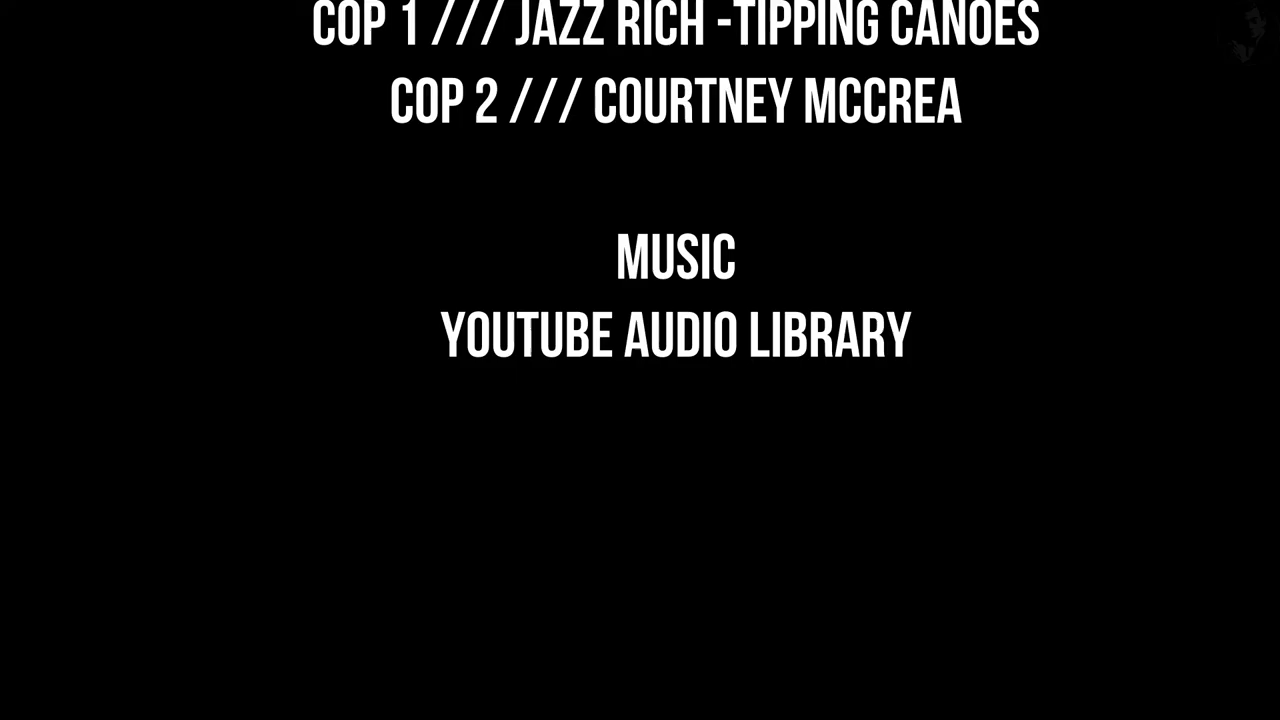 COP 1 /// JAZZ RICH -TIPPING CANOES
COP 2 /// COURTNEY MCCREA
MUSIC
YOUTUBE AUDIO LIBRARY